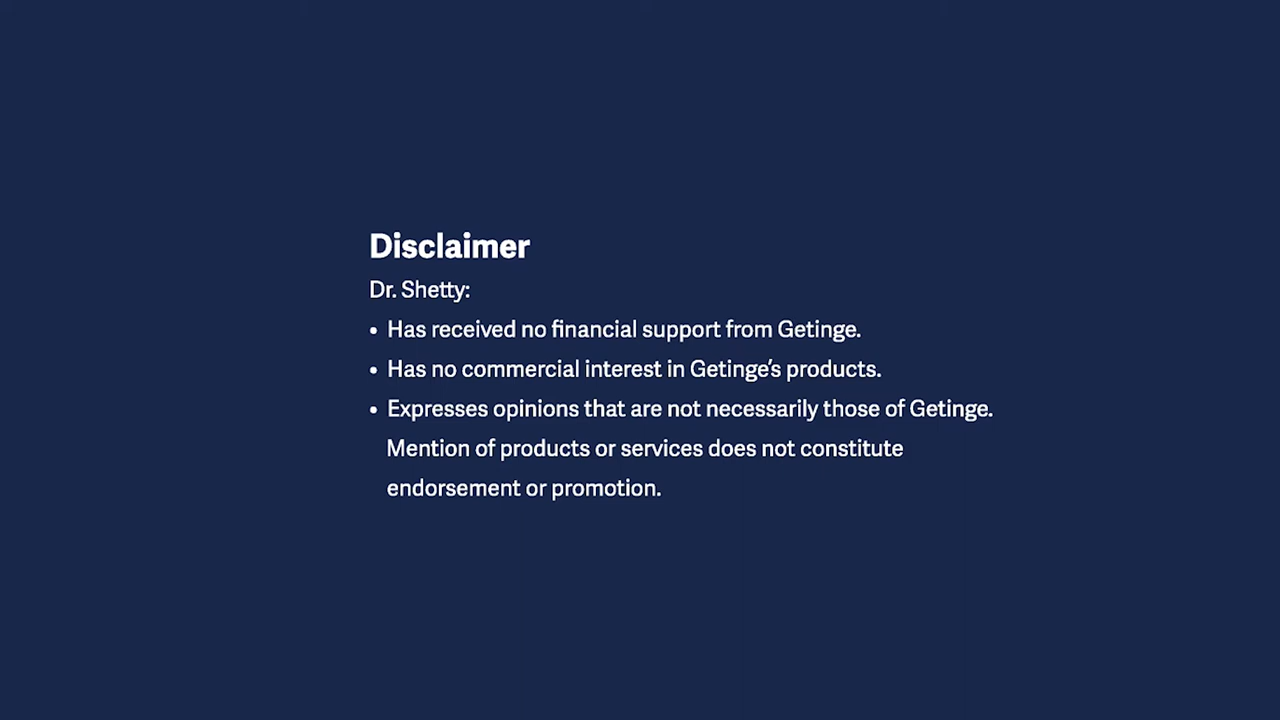 Disclaimer
Dr. Shetty:
• Has received no financial support from Getinge.
• Has no commercial interest in Getinge’s products.
• Expresses opinions that are not necessarily those of Getinge.
Mention of products or services does not constitute
endorsement or promotion.